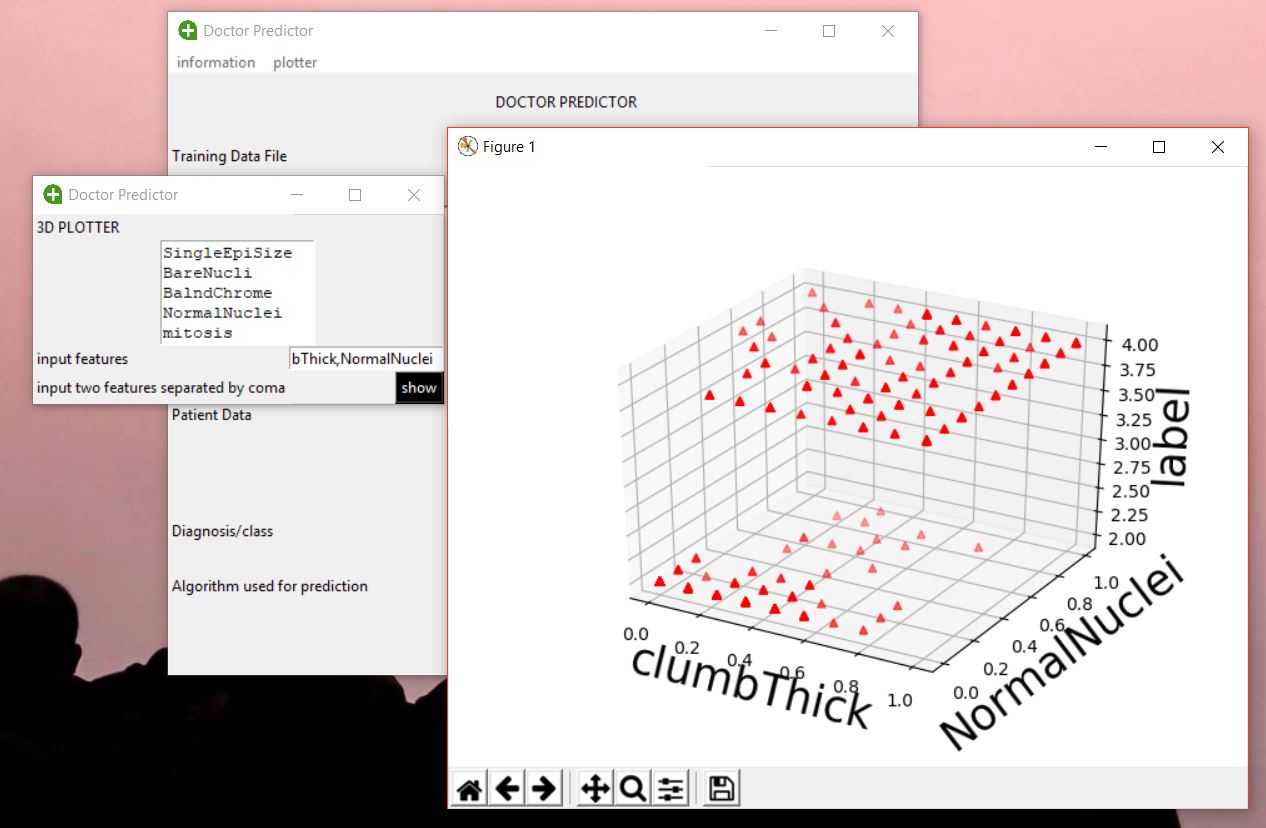 Doctor Predictor
information plotter
DOCTOR PREDICTOR
Training Data File
Figure 1
Doctor Predictor
3D PLOTTER
SingleEpiSize
BareNucli
BalndChrome
NormalNuclei
mitosis
input features bThick,NormalNuclei
input two features separated by coma show
Patient Data
Diagnosis/class
Algorithm used for prediction
4.00
3.75
3.50
3.25
3.00
2.75
2.50
2.25
2.00
label
0.0 0.2 0.4 0.6 0.8 1.0
clumbThick
0.0 0.2 0.4 0.6 0.8 1.0
NormalNuclei